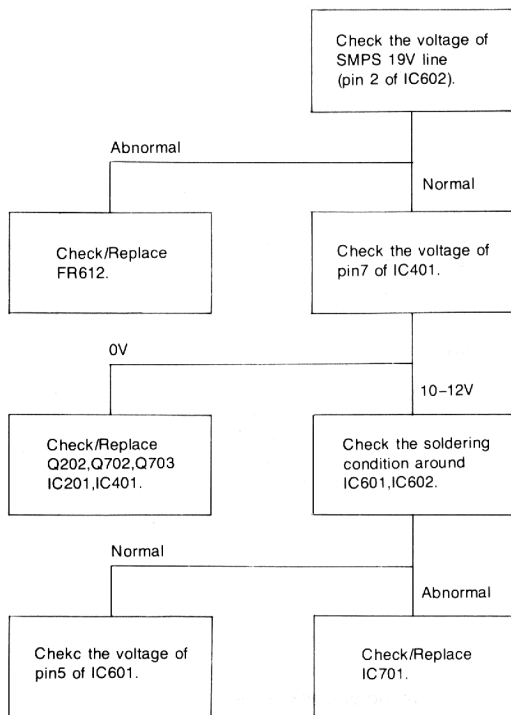 Check the voltage of
SMPS 19V line
(pin 2 of IC602).
Abnormal
Normal
Check/Replace
FR612.
Check the voltage of
pin7 of IC401.
0V
10–12V
Check/Replace
Q202,Q702,Q703
IC201,IC401.
Check the soldering
condition around
IC601,IC602.
Normal
Abnormal
Chekc the voltage of
pin5 of IC601.
Check/Replace
IC701.